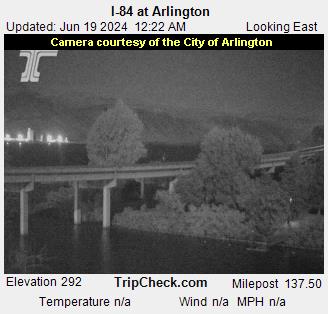 I-84 at Arlington
Updated: Jun 19 2024 12:22 AM Looking East
Camera courtesy of the City of Arlington
Elevation 292 TripCheck.com Milepost 137.50
Temperature n/a Wind n/a MPH n/a